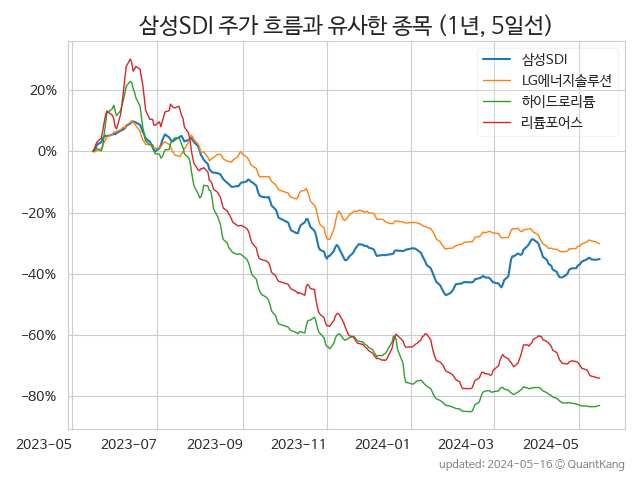 삼성SDI 주가 흐름과 유사한 종목 (1년, 5일선)
삼성SDI
LG에너지솔루션
하이드로리튬
리튬포어스
20%
0%
−20%
−40%
−60%
−80%
2023-05 2023-07 2023-09 2023-11 2024-01 2024-03 2024-05
updated: 2024-05-16 ⓒ QuantKang